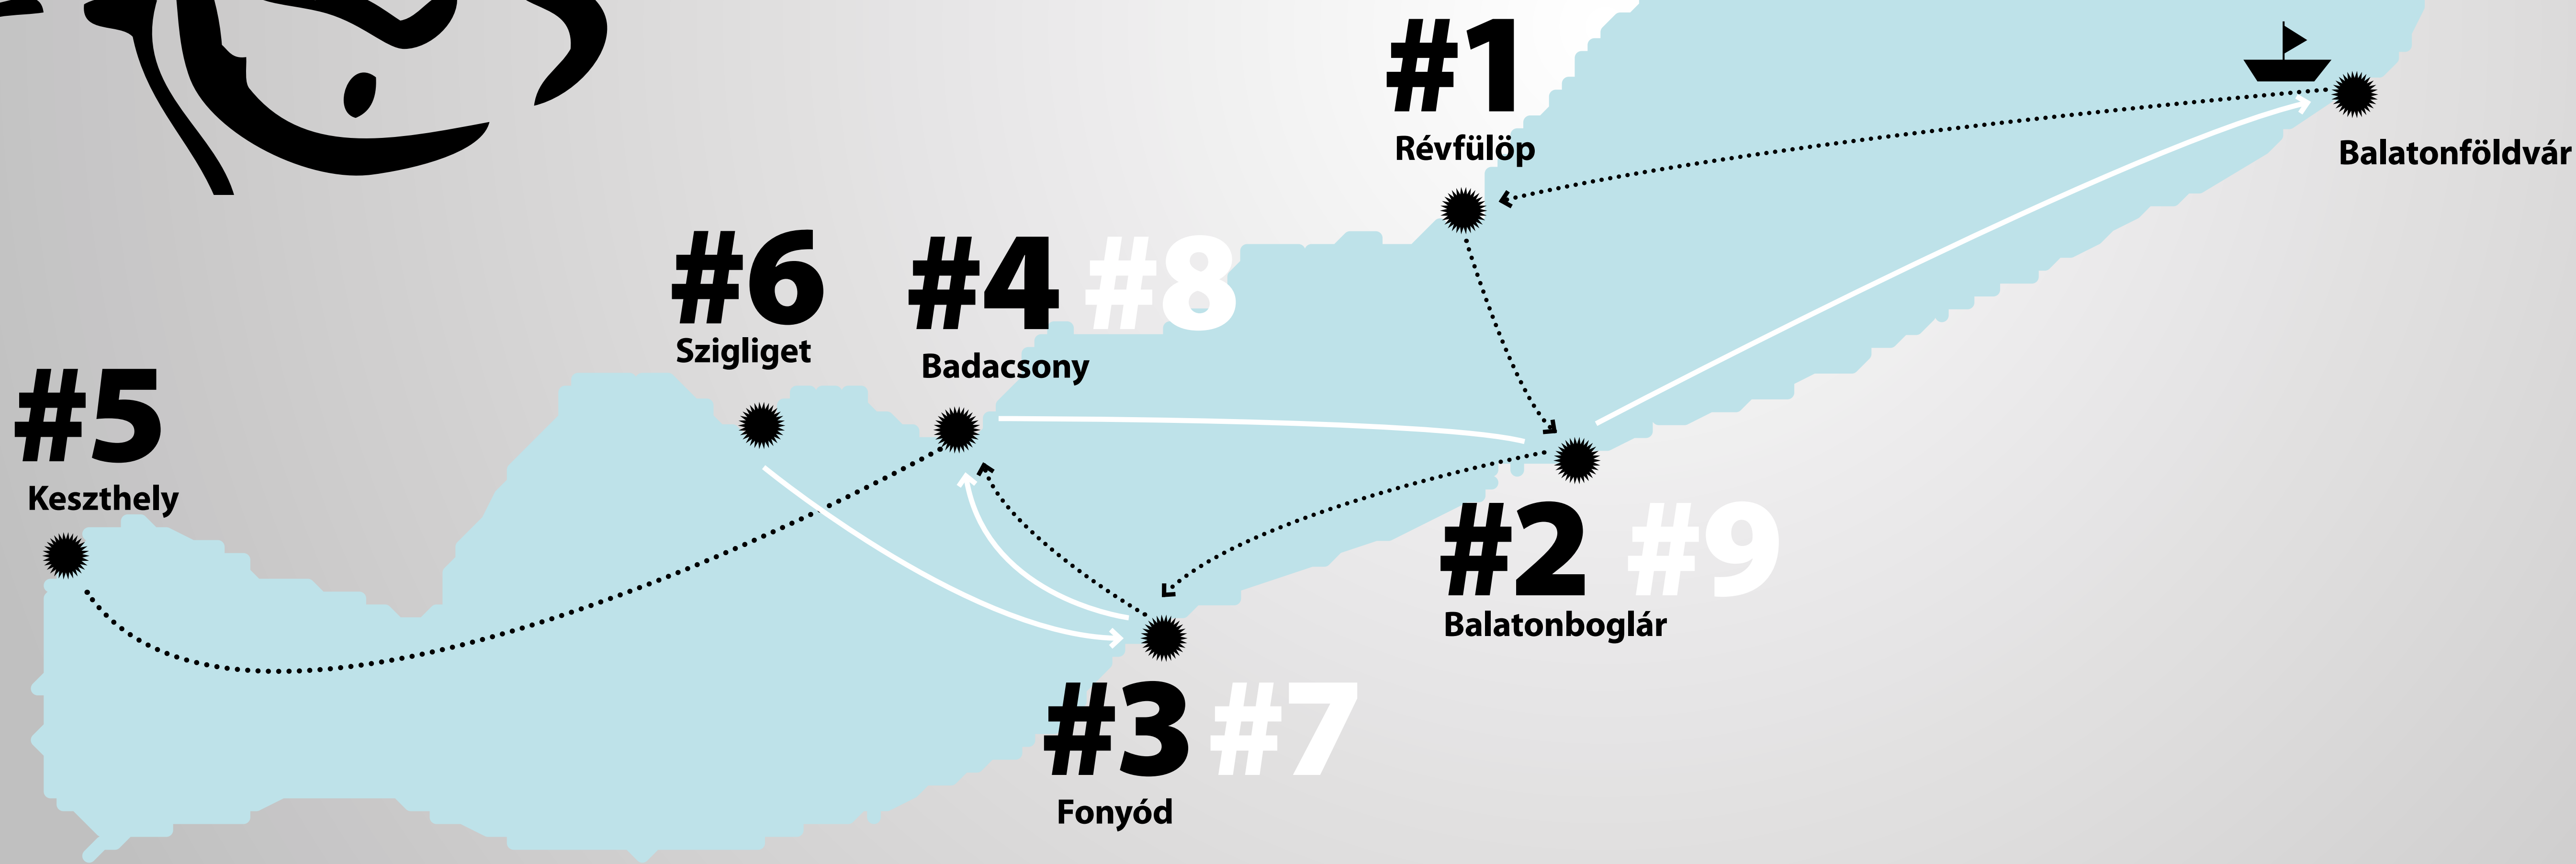 #1
Révfülöp
Balatonföldvár
#6
Szigliget
#4 #8
Badacsony
#5
Keszthely
#2 #9
Balatonboglár
#3 #7
Fonyód